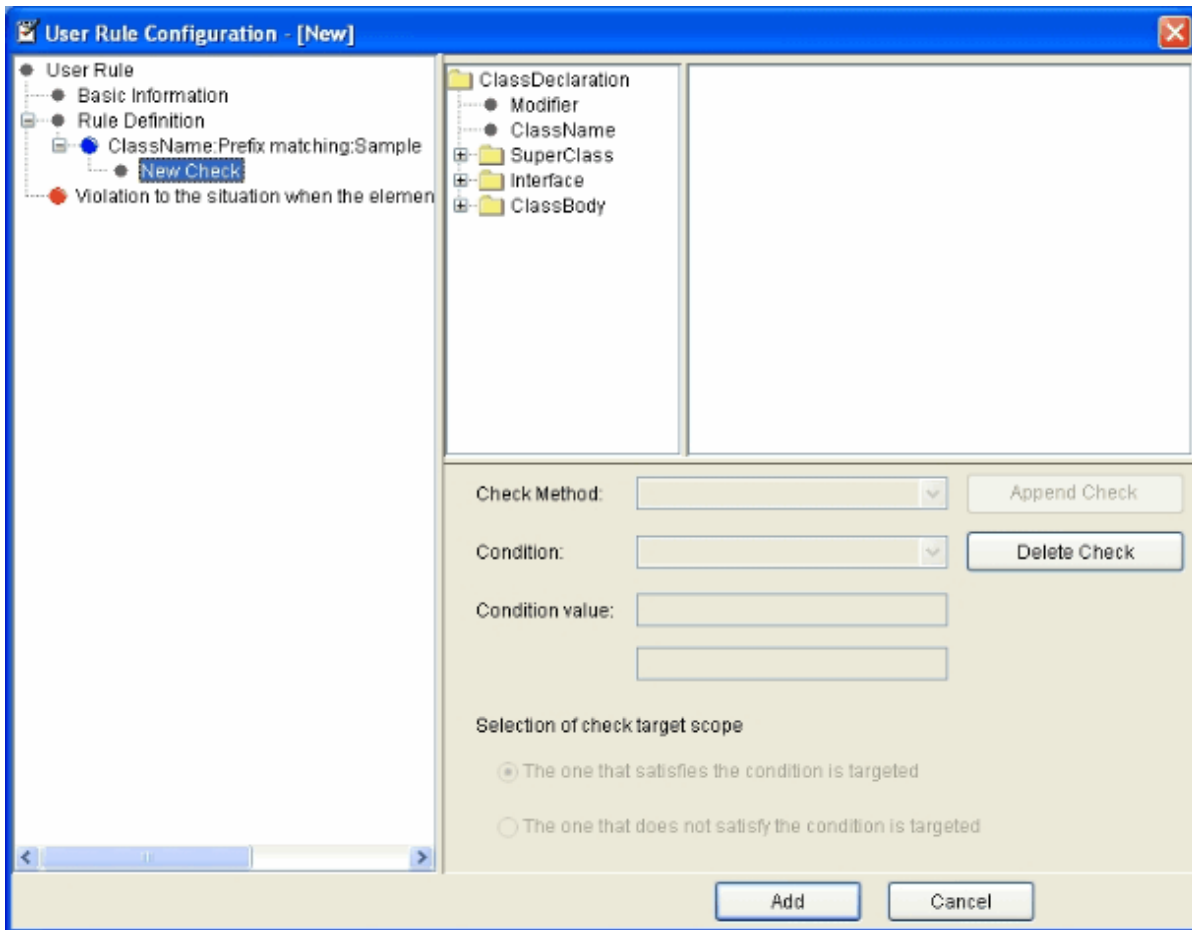 User Rule Configuration - [New]
User Rule
Basic Information
Rule Definition
ClassName:Prefix matching:Sample
New Check
Violation to the situation when the elemen
ClassDeclaration
Modifier
ClassName
SuperClass
Interface
ClassBody
Check Method:
Append Check
Condition:
Delete Check
Condition value:
Selection of check target scope
The one that satisfies the condition is targeted
The one that does not satisfy the condition is targeted
Add
Cancel